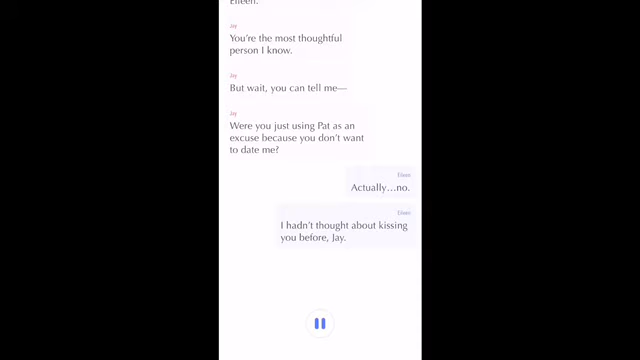 Eileen.
Jay
You're the most thoughtful
person I know.
Jay
But wait, you can tell me—
Jay
Were you just using Pat as an
excuse because you don't want
to date me?
Eileen
Actually…no.
Eileen
I hadn't thought about kissing
you before, Jay.